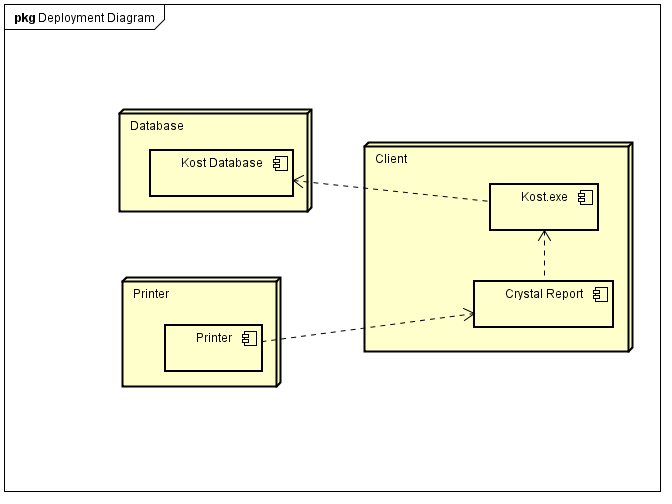 pkg Deployment Diagram
Database
Kost Database
Client
Kost.exe
Crystal Report
Printer
Printer